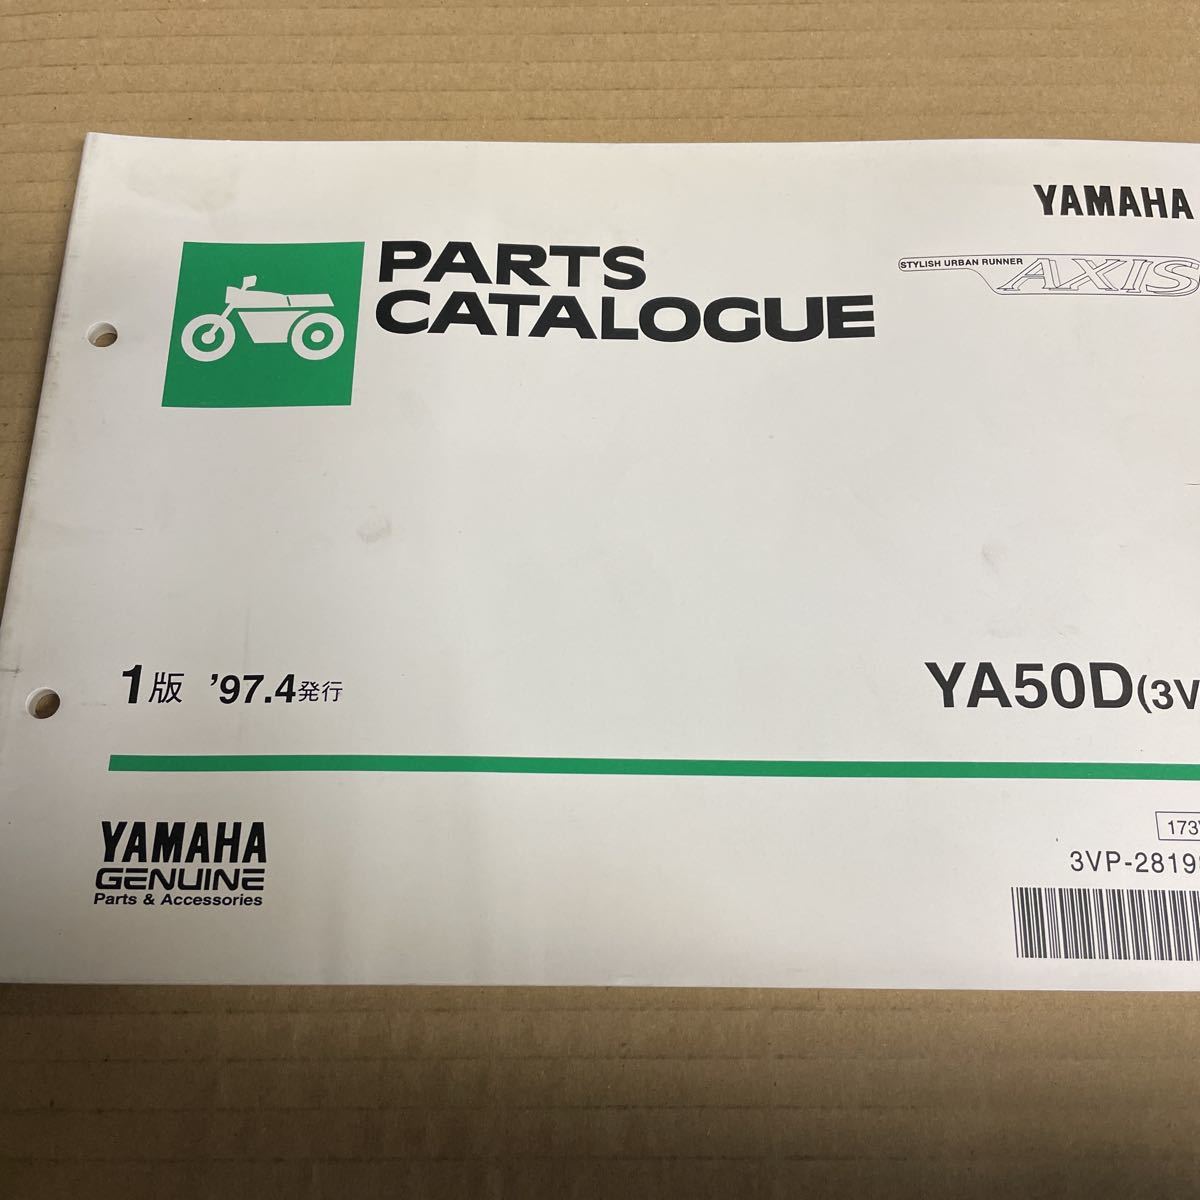 YAMAHA
STYLISH URBAN RUNNER AXIS
PARTS
CATALOGUE
1版 '97.4発行
YA50D(3V
YAMAHA
GENUINE
Parts & Accessories
173
3VP-2819